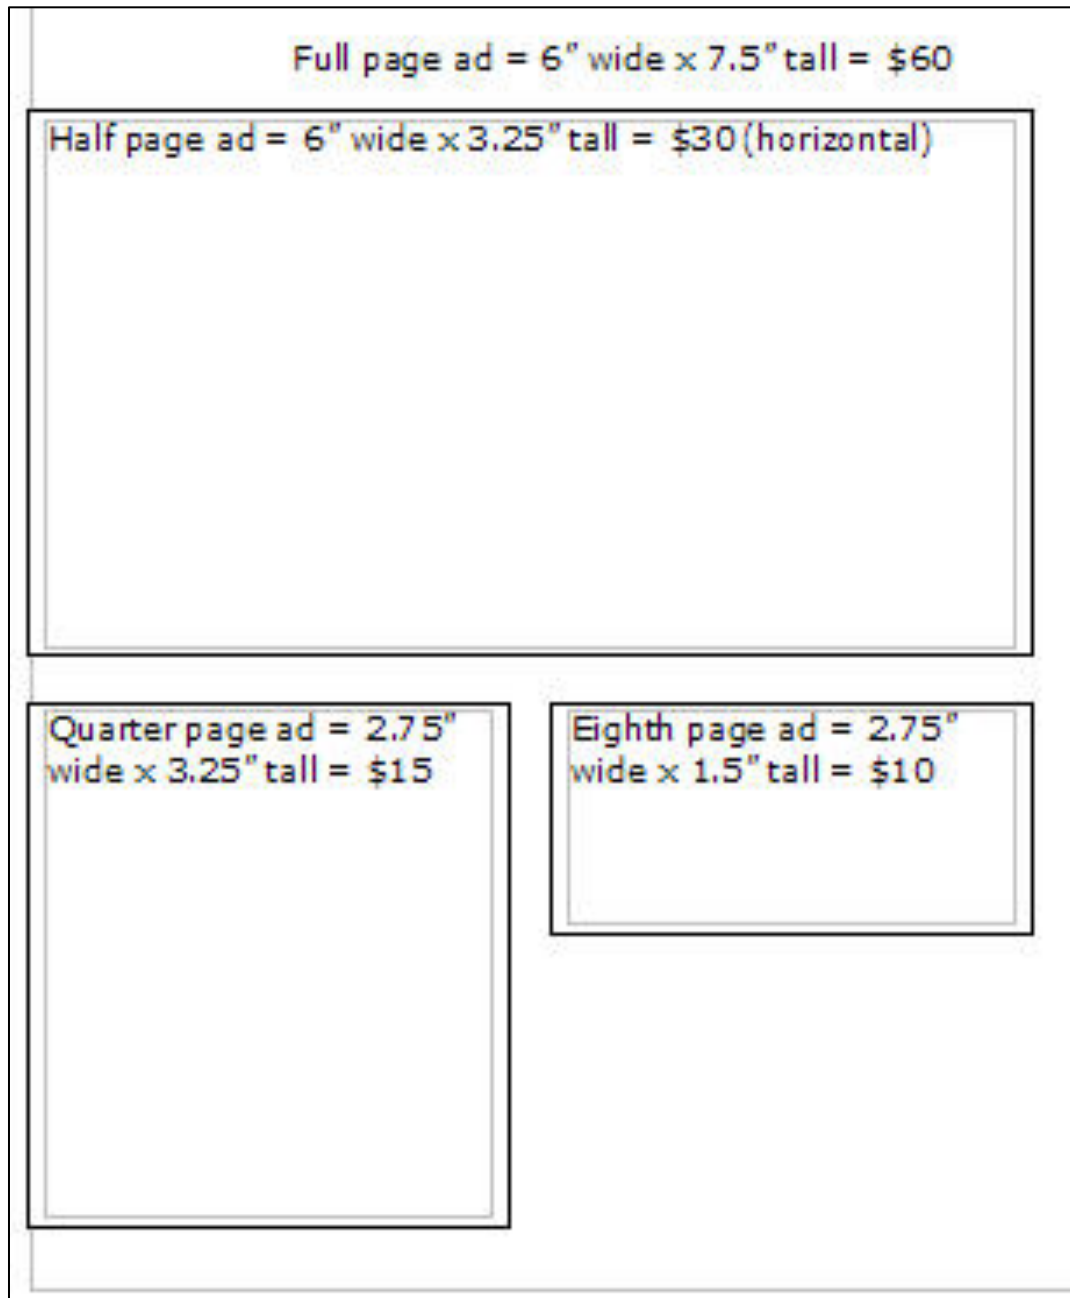 Full page ad = 6" wide x 7.5" tall = $60
Half page ad = 6" wide x 3.25" tall = $30 (horizontal)
Quarter page ad = 2.75"
wide x 3.25" tall = $15
Eighth page ad = 2.75"
wide x 1.5" tall = $10